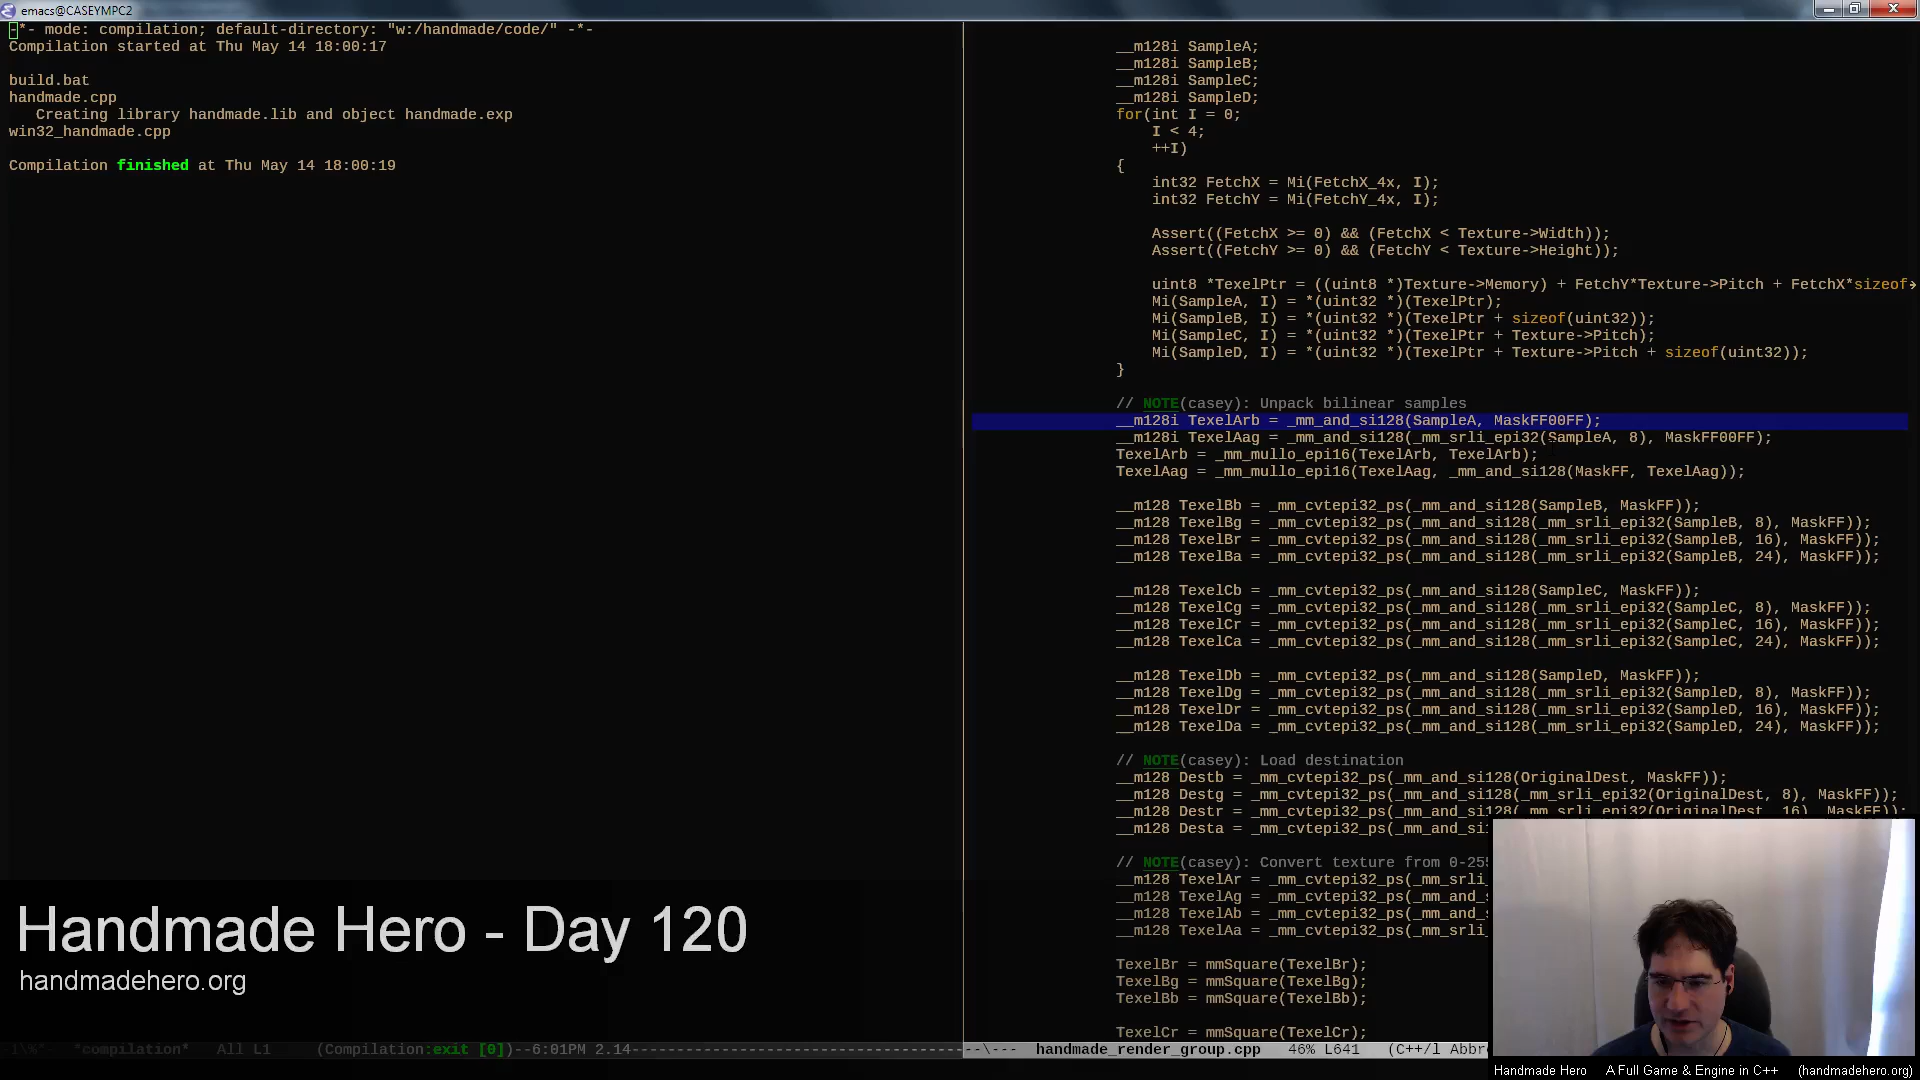 emacs@CASEYMPC2
-*- mode: compilation; default-directory: "w:/handmade/code/" -*-
Compilation started at Thu May 14 18:00:17
build.bat
handmade.cpp
Creating library handmade.lib and object handmade.exp
win32_handmade.cpp
Compilation finished at Thu May 14 18:00:19
Handmade Hero - Day 120
handmadehero.org
*compilation* All L1 (Compilation:exit [0])--6:01PM 2.14
__m128i SampleA;
__m128i SampleB;
__m128i SampleC;
__m128i SampleD;
for(int I = 0;
I < 4;
++I)
{
int32 FetchX = Mi(FetchX_4x, I);
int32 FetchY = Mi(FetchY_4x, I);
Assert((FetchX >= 0) && (FetchX < Texture->Width));
Assert((FetchY >= 0) && (FetchY < Texture->Height));
uint8 *TexelPtr = ((uint8 *)Texture->Memory) + FetchY*Texture->Pitch + FetchX*sizeof
Mi(SampleA, I) = *(uint32 *)(TexelPtr);
Mi(SampleB, I) = *(uint32 *)(TexelPtr + sizeof(uint32));
Mi(SampleC, I) = *(uint32 *)(TexelPtr + Texture->Pitch);
Mi(SampleD, I) = *(uint32 *)(TexelPtr + Texture->Pitch + sizeof(uint32));
}
// NOTE(casey): Unpack bilinear samples
__m128i TexelArb = _mm_and_si128(SampleA, MaskFF00FF);
__m128i TexelAag = _mm_and_si128(_mm_srli_epi32(SampleA, 8), MaskFF00FF);
TexelArb = _mm_mullo_epi16(TexelArb, TexelArb);
TexelAag = _mm_mullo_epi16(TexelAag, _mm_and_si128(MaskFF, TexelAag));
__m128 TexelBb = _mm_cvtepi32_ps(_mm_and_si128(SampleB, MaskFF));
__m128 TexelBg = _mm_cvtepi32_ps(_mm_and_si128(_mm_srli_epi32(SampleB, 8), MaskFF));
__m128 TexelBr = _mm_cvtepi32_ps(_mm_and_si128(_mm_srli_epi32(SampleB, 16), MaskFF));
__m128 TexelBa = _mm_cvtepi32_ps(_mm_and_si128(_mm_srli_epi32(SampleB, 24), MaskFF));
__m128 TexelCb = _mm_cvtepi32_ps(_mm_and_si128(SampleC, MaskFF));
__m128 TexelCg = _mm_cvtepi32_ps(_mm_and_si128(_mm_srli_epi32(SampleC, 8), MaskFF));
__m128 TexelCr = _mm_cvtepi32_ps(_mm_and_si128(_mm_srli_epi32(SampleC, 16), MaskFF));
__m128 TexelCa = _mm_cvtepi32_ps(_mm_and_si128(_mm_srli_epi32(SampleC, 24), MaskFF));
__m128 TexelDb = _mm_cvtepi32_ps(_mm_and_si128(SampleD, MaskFF));
__m128 TexelDg = _mm_cvtepi32_ps(_mm_and_si128(_mm_srli_epi32(SampleD, 8), MaskFF));
__m128 TexelDr = _mm_cvtepi32_ps(_mm_and_si128(_mm_srli_epi32(SampleD, 16), MaskFF));
__m128 TexelDa = _mm_cvtepi32_ps(_mm_and_si128(_mm_srli_epi32(SampleD, 24), MaskFF));
// NOTE(casey): Load destination
__m128 Destb = _mm_cvtepi32_ps(_mm_and_si128(OriginalDest, MaskFF));
__m128 Destg = _mm_cvtepi32_ps(_mm_and_si128(_mm_srli_epi32(OriginalDest, 8), MaskFF));
__m128 Destr = _mm_cvtepi32_ps(_mm_and_si128(_mm_srli_epi32(OriginalDest, 16), MaskFF));
__m128 Desta = _mm_cvtepi32_ps(_mm_and_si1
// NOTE(casey): Convert texture from 0-255
__m128 TexelAr = _mm_cvtepi32_ps(_mm_srli_
__m128 TexelAg = _mm_cvtepi32_ps(_mm_and_s
__m128 TexelAb = _mm_cvtepi32_ps(_mm_and_s
__m128 TexelAa = _mm_cvtepi32_ps(_mm_srli_
TexelBr = mmSquare(TexelBr);
TexelBg = mmSquare(TexelBg);
TexelBb = mmSquare(TexelBb);
TexelCr = mmSquare(TexelCr);
handmade_render_group.cpp 46% L641 (C++/l Abbr
Handmade Hero A Full Game & Engine in C++ (handmadehero.org)